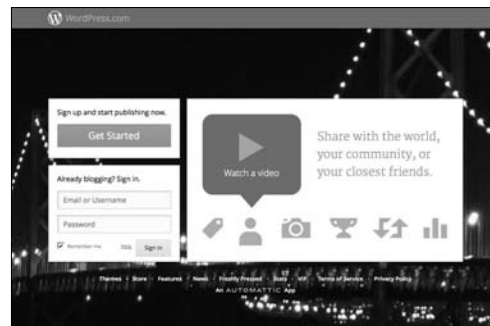 WordPress.com
Sign up and start publishing now.
Get Started
Already blogging? Sign in.
Email or Username
Password
Remember me
Sign in
Watch a video
Share with the world,
your community, or
your closest friends.
Themes · Store · Features · News · Freshly Pressed · Stats · VIP · Terms of Service · Privacy Policy
An AUTOMATTIC App